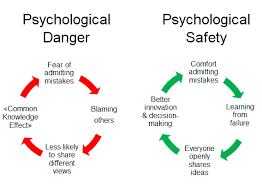 Psychological
Danger
Fear of
admitting
mistakes
Blaming
others
Less likely to
share
different
views
«Common
Knowledge
Effect»
Psychological
Safety
Comfort
admitting
mistakes
Learning
from
failure
Everyone
openly
shares
ideas
Better
innovation
& decision-
making